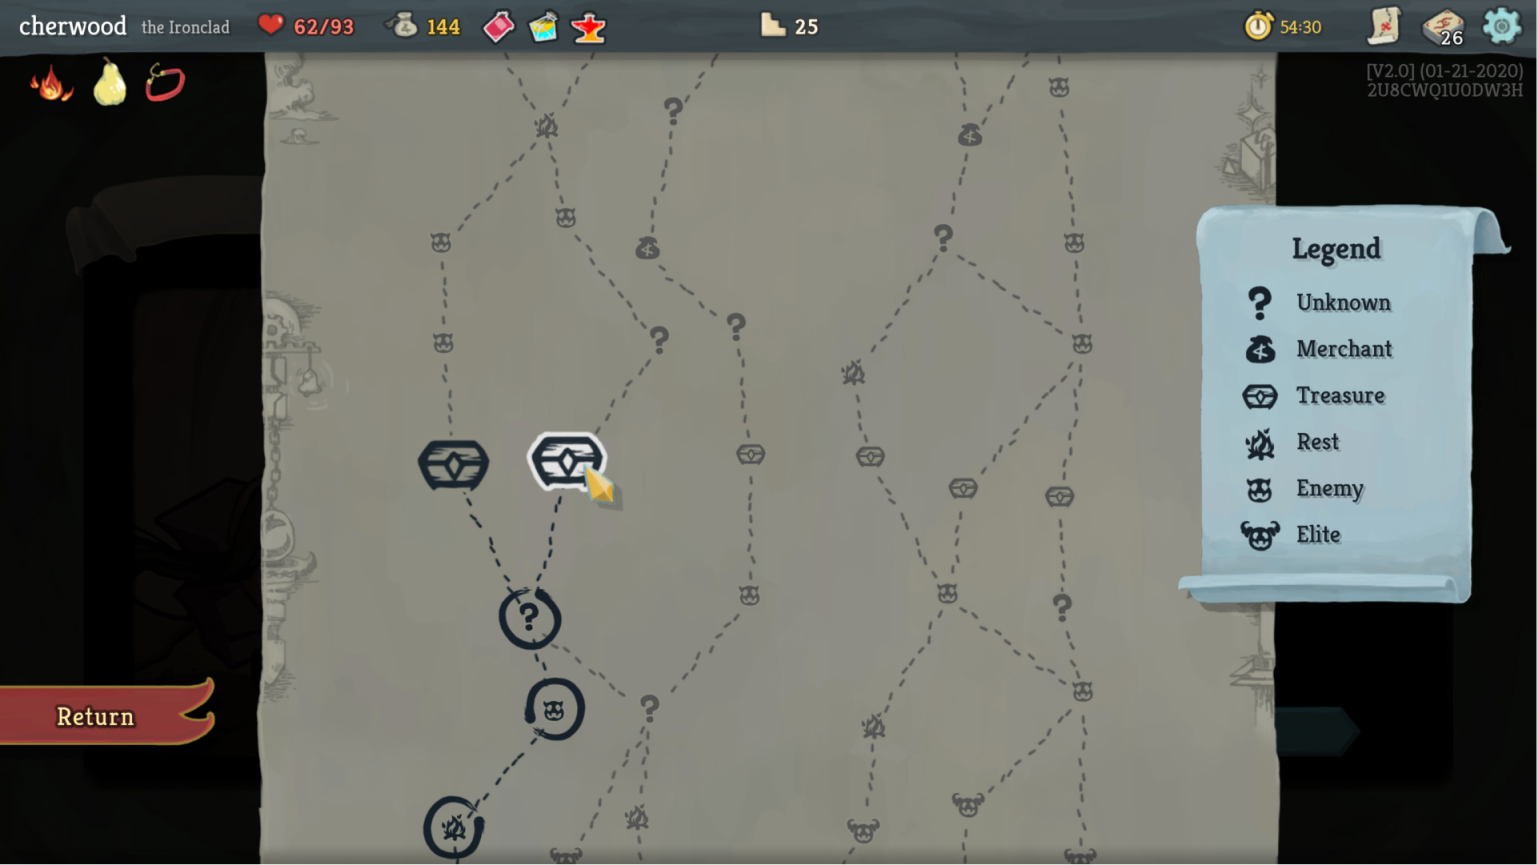 cherwood the Ironclad 62/93 144 25 54:30 26
[V2.0] (01-21-2020)
2U8CWQ1U0DW3H
Legend
Unknown
Merchant
Treasure
Rest
Enemy
Elite
Return